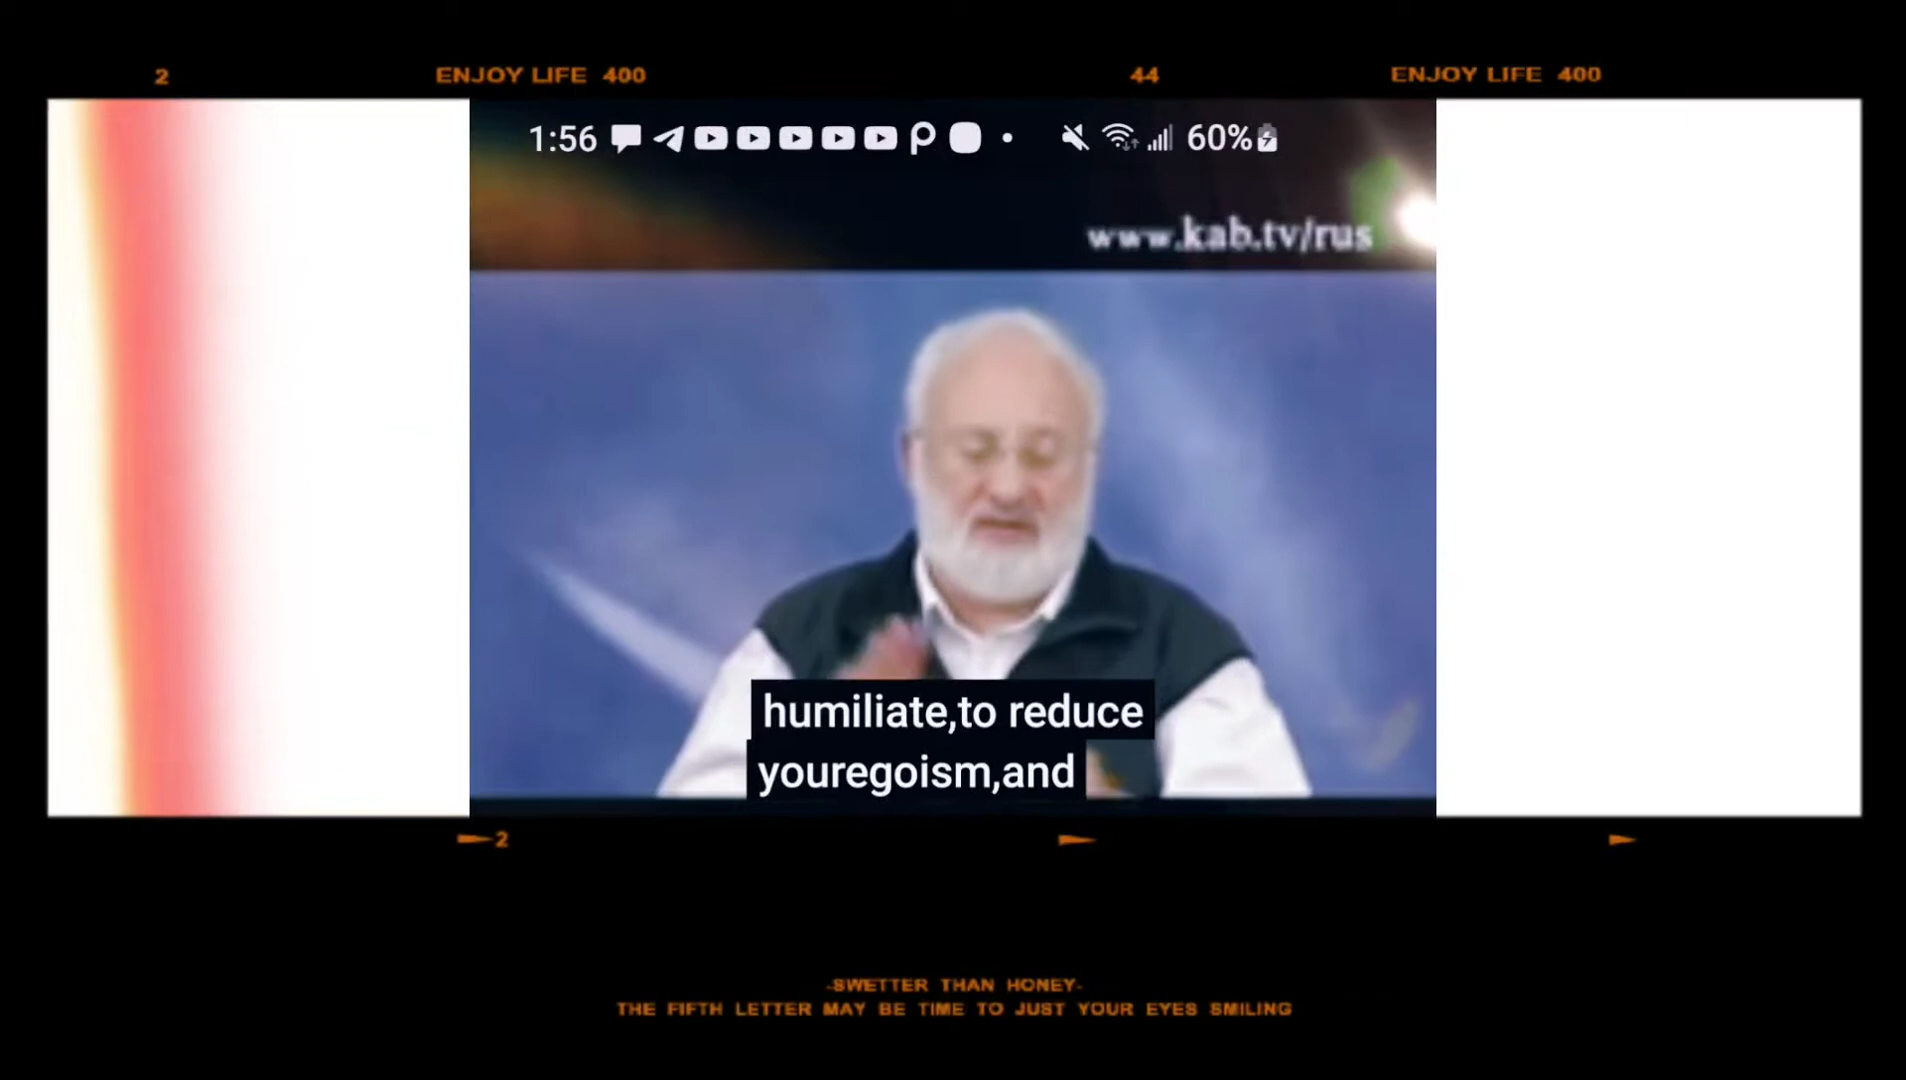 2 ENJOY LIFE 400 44 ENJOY LIFE 400
1:56 60%
www.kab.tv/rus
humiliate,to reduce
youregoism,and
2
-SWETTER THAN HONEY-
THE FIFTH LETTER MAY BE TIME TO JUST YOUR EYES SMILING